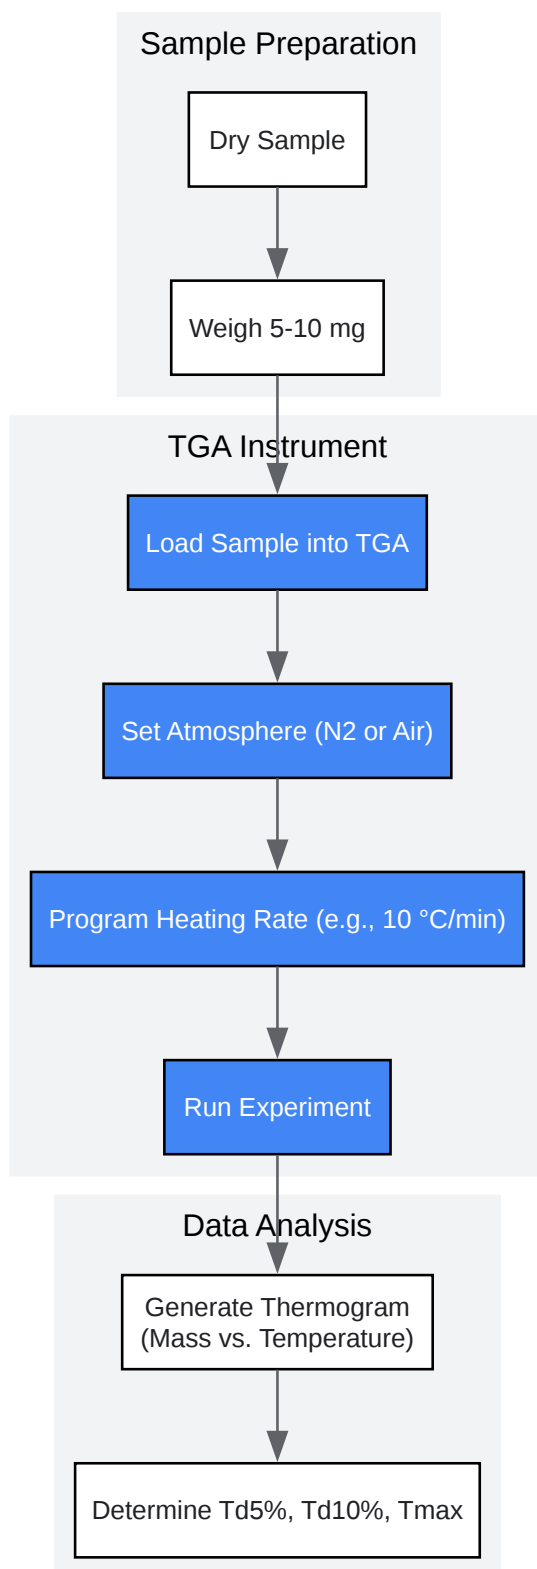 Sample Preparation
Dry Sample
Weigh 5-10 mg
TGA Instrument
Load Sample into TGA
Set Atmosphere (N2 or Air)
Program Heating Rate (e.g., 10 °C/min)
Run Experiment
Data Analysis
Generate Thermogram
(Mass vs. Temperature)
Determine Td5%, Td10%, Tmax